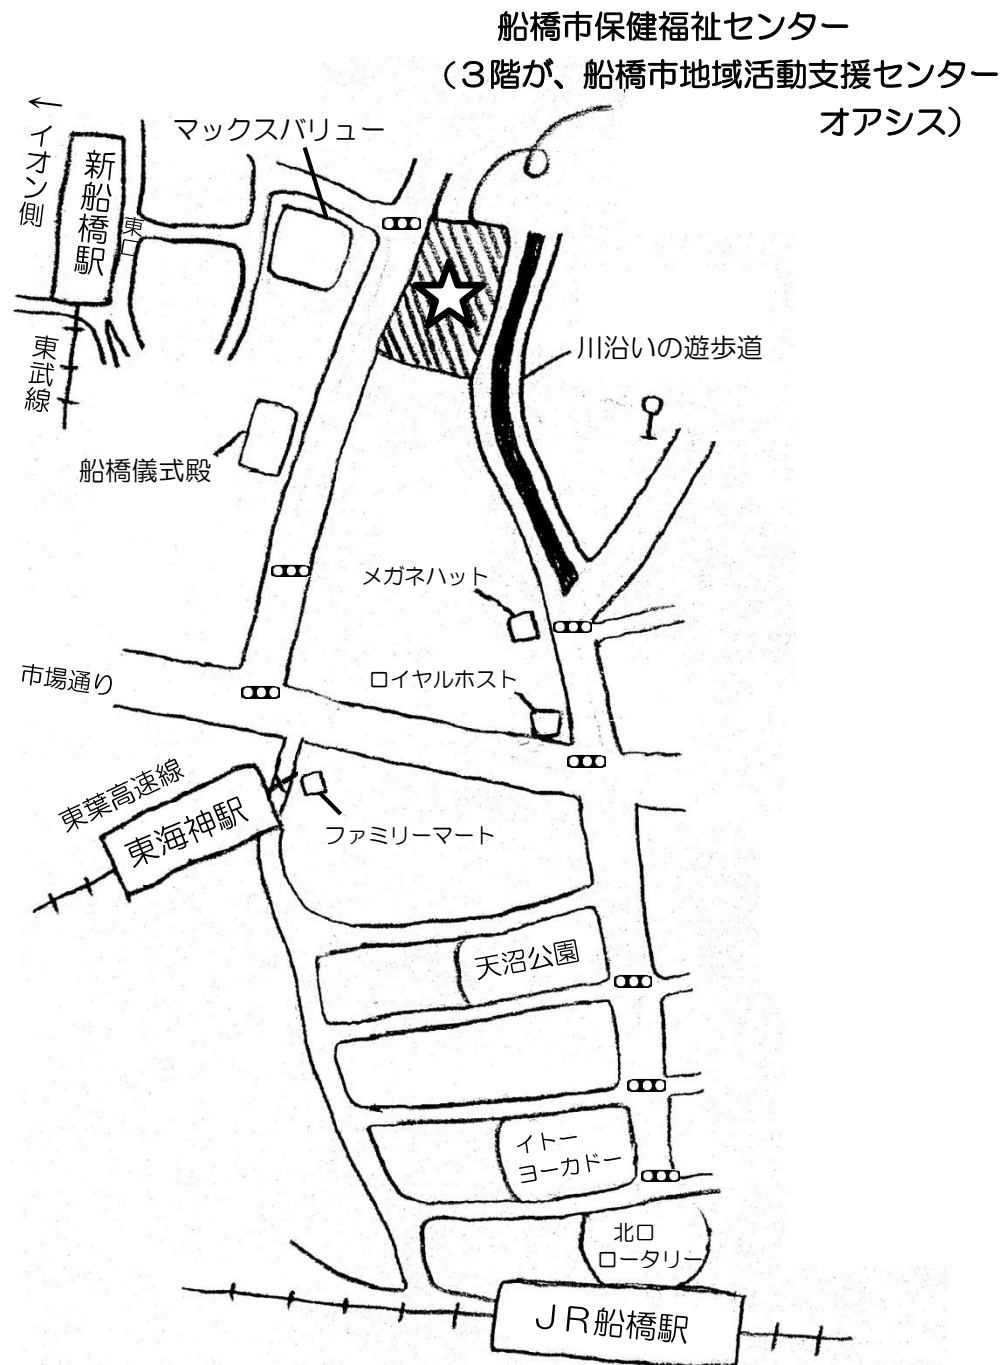 船橋市保健福祉センター
（３階が、船橋市地域活動支援センター
オアシス）
←
イオン側
新船橋駅
東口
東武線
マックスバリュー
川沿いの遊歩道
船橋儀式殿
メガネハット
ロイヤルホスト
市場通り
東葉高速線
東海神駅
ファミリーマート
天沼公園
イトー
ヨーカドー
北口
ロータリー
ＪＲ船橋駅